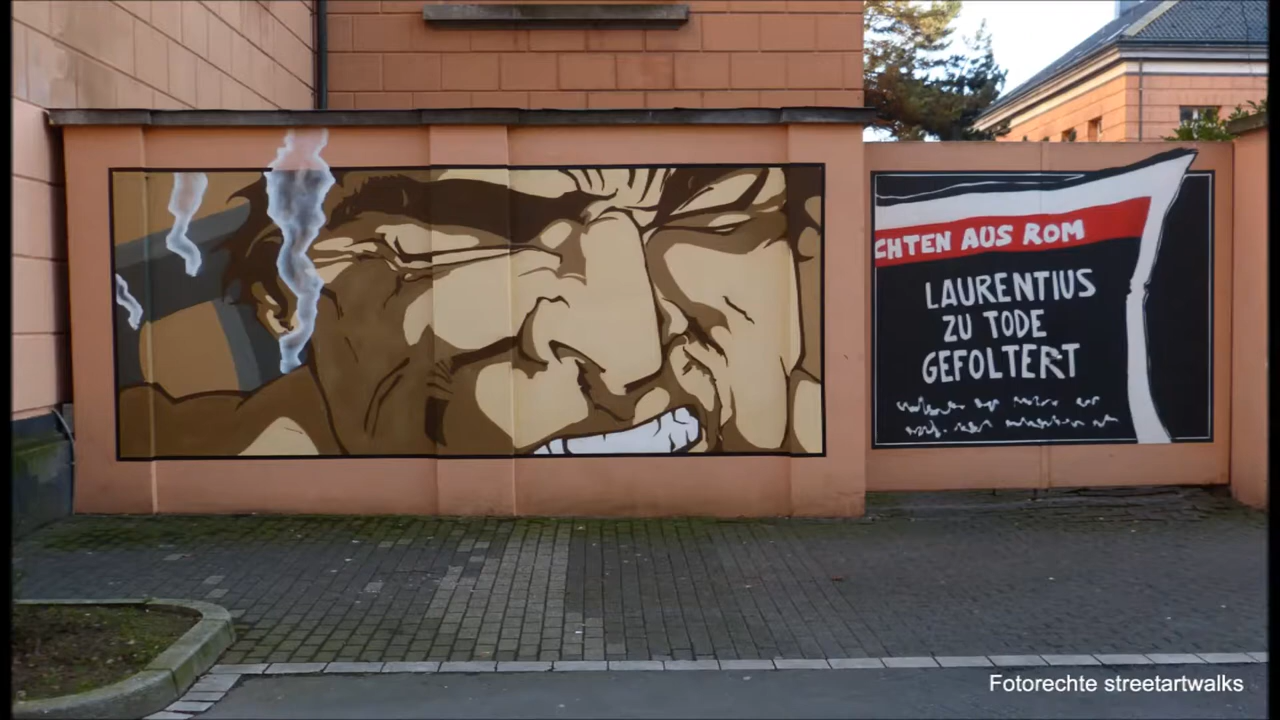 CHTEN AUS ROM
LAURENTIUS
ZU TODE
GEFOLTERT
Fotorechte streetartwalks